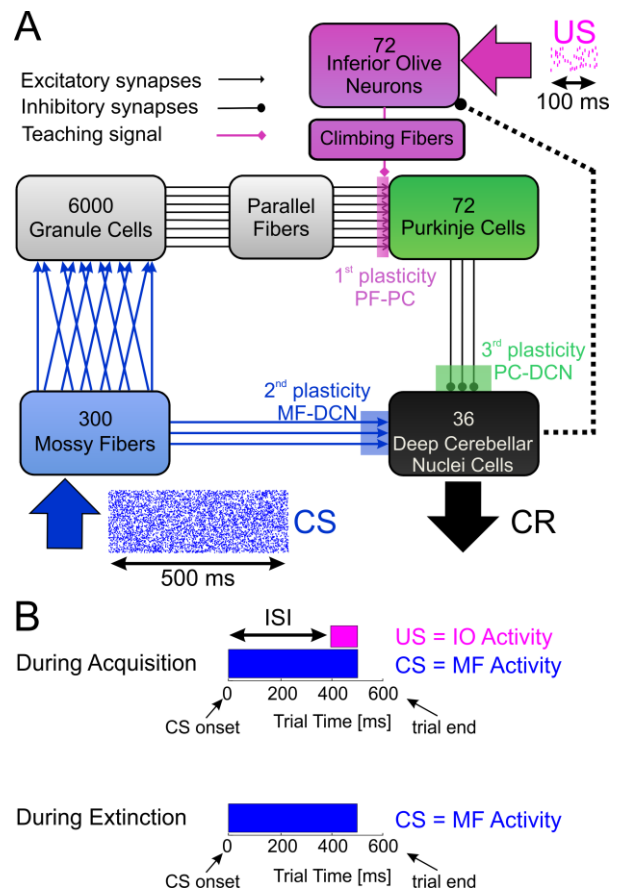 A
US
100 ms
72
Inferior Olive
Neurons
Excitatory synapses
Inhibitory synapses
Teaching signal
Climbing Fibers
6000
Granule Cells
Parallel
Fibers
72
Purkinje Cells
1st plasticity
PF-PC
3rd plasticity
PC-DCN
2nd plasticity
MF-DCN
300
Mossy Fibers
36
Deep Cerebellar
Nuclei Cells
CS
500 ms
CR
B
ISI
During Acquisition
US = IO Activity
CS = MF Activity
0 200 400 600
CS onset
Trial Time [ms]
trial end
During Extinction
CS = MF Activity
0 200 400 600
CS onset
Trial Time [ms]
trial end